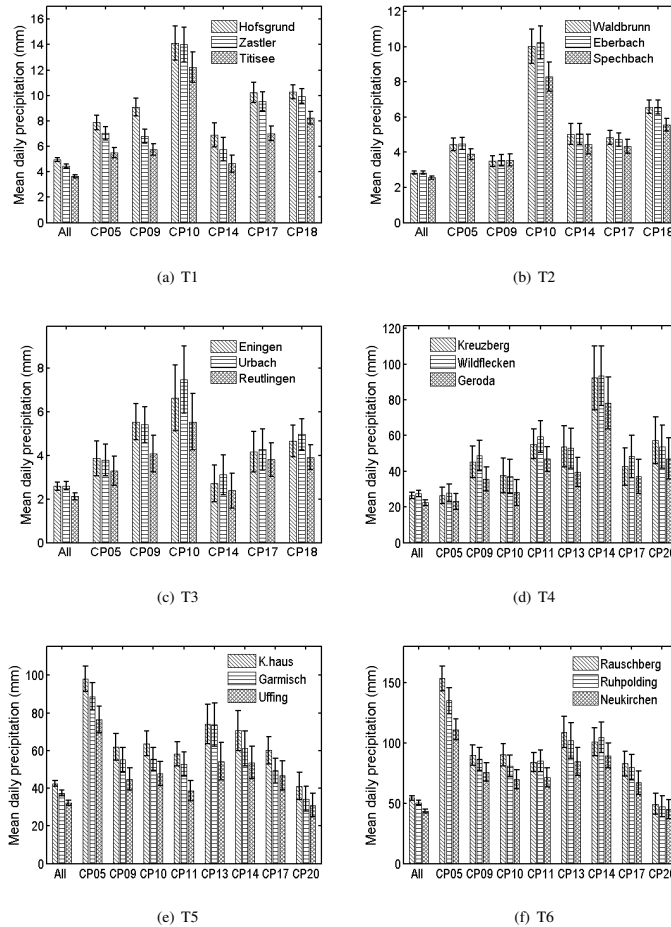 Mean daily precipitation (mm)
16
14
12
10
8
6
4
2
0
Hofsgrund
Zastler
Titisee
All CP05 CP09 CP10 CP14 CP17 CP18
(a) T1
Mean daily precipitation (mm)
12
10
8
6
4
2
0
Waldbrunn
Eberbach
Spechbach
All CP05 CP09 CP10 CP14 CP17 CP18
(b) T2
Mean daily precipitation (mm)
8
6
4
2
0
Eningen
Urbach
Reutlingen
All CP05 CP09 CP10 CP14 CP17 CP18
(c) T3
Mean daily precipitation (mm)
120
100
80
60
40
20
0
Kreuzberg
Wildflecken
Geroda
All CP05 CP09 CP10 CP11 CP13 CP14 CP17 CP20
(d) T4
Mean daily precipitation (mm)
100
80
60
40
20
0
K.haus
Garmisch
Uffing
All CP05 CP09 CP10 CP11 CP13 CP14 CP17 CP20
(e) T5
Mean daily precipitation (mm)
150
100
50
0
Rauschberg
Ruhpolding
Neukirchen
All CP05 CP09 CP10 CP11 CP13 CP14 CP17 CP20
(f) T6